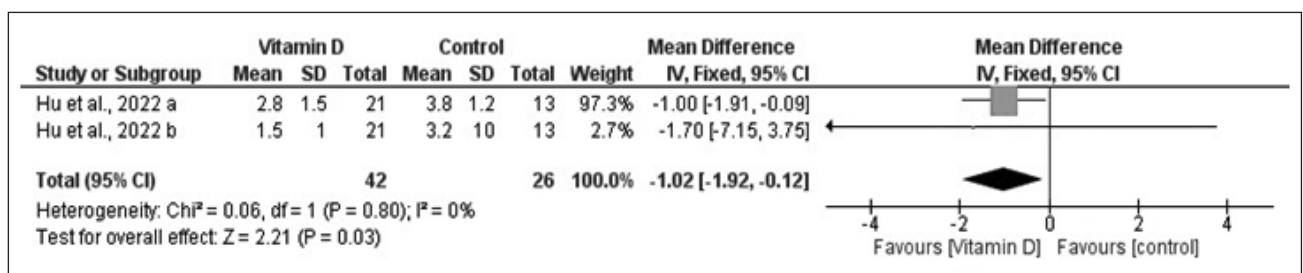 Vitamin D Control Mean Difference Mean Difference
Study or Subgroup Mean SD Total Mean SD Total Weight IV, Fixed, 95% CI IV, Fixed, 95% CI
Hu et al., 2022 a 2.8 1.5 21 3.8 1.2 13 97.3% -1.00 [-1.91, -0.09]
Hu et al., 2022 b 1.5 1 21 3.2 10 13 2.7% -1.70 [-7.15, 3.75]
Total (95% CI) 42 26 100.0% -1.02 [-1.92, -0.12]
Heterogeneity: Chi² = 0.06, df = 1 (P = 0.80); I² = 0%
Test for overall effect: Z = 2.21 (P = 0.03)
-4 -2 0 2 4
Favours [Vitamin D] Favours [control]